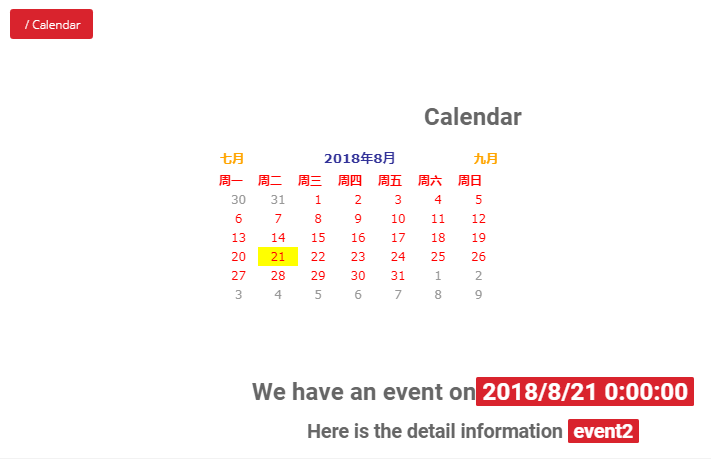 / Calendar
Calendar
七月 2018年8月 九月
周一 周二 周三 周四 周五 周六 周日
30 31 1 2 3 4 5
6 7 8 9 10 11 12
13 14 15 16 17 18 19
20 21 22 23 24 25 26
27 28 29 30 31 1 2
3 4 5 6 7 8 9
We have an event on 2018/8/21 0:00:00
Here is the detail information event2